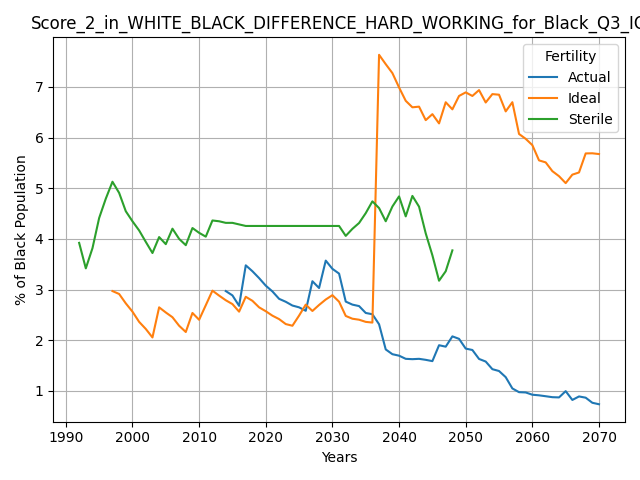 Score_2_in_WHITE_BLACK_DIFFERENCE_HARD_WORKING_for_Black_Q3_IQ
Fertility
Actual
Ideal
Sterile
% of Black Population
7
6
5
4
3
2
1
1990 2000 2010 2020 2030 2040 2050 2060 2070
Years